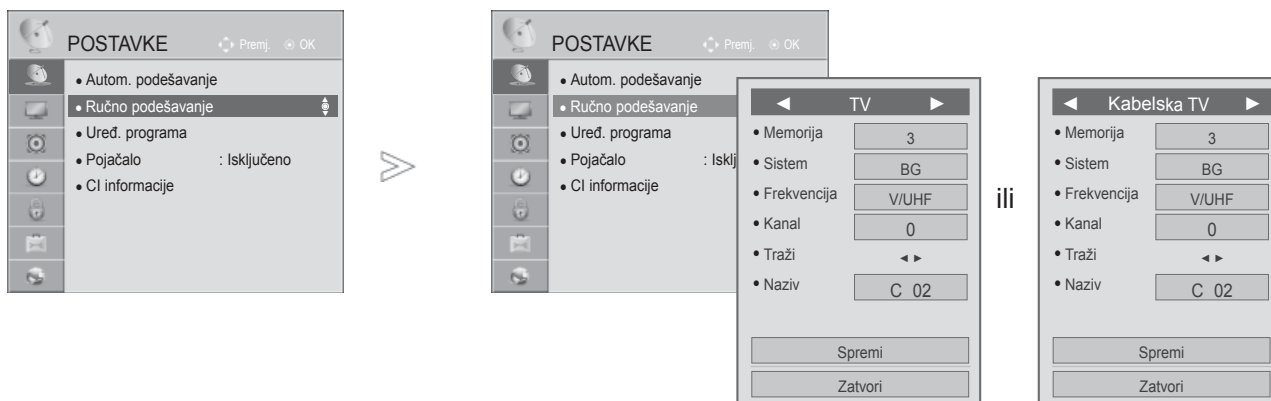 POSTAVKE Premj. OK
• Autom. podešavanje
• Ručno podešavanje
• Uređ. programa
• Pojačalo : Isključeno
• CI informacije
POSTAVKE Premj. OK
• Autom. podešavanje
• Ručno podešavanje
• Uređ. programa
• Pojačalo : Isklj
• CI informacije
◄ TV ►
• Memorija 3
• Sistem BG
• Frekvencija V/UHF
• Kanal 0
• Traži ◄ ►
• Naziv C 02
Spremi
Zatvori
ili
◄ Kabelska TV ►
• Memorija 3
• Sistem BG
• Frekvencija V/UHF
• Kanal 0
• Traži ◄ ►
• Naziv C 02
Spremi
Zatvori